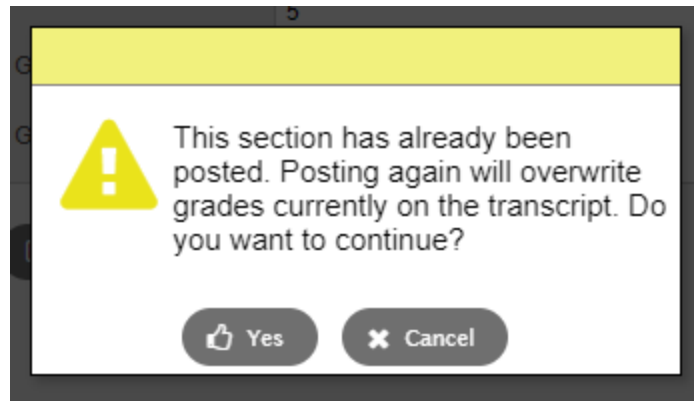 5
G
G
This section has already been
posted. Posting again will overwrite
grades currently on the transcript. Do
you want to continue?
Yes
Cancel